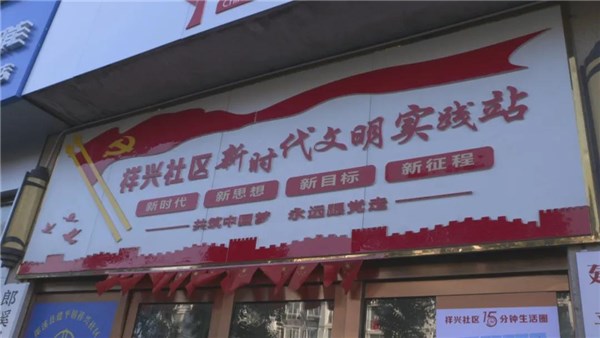 祥兴社区新时代文明实践站
新时代 新思想 新目标 新征程
共筑中国梦 永远跟党走
郎溪
祥兴社区15分钟生活圈